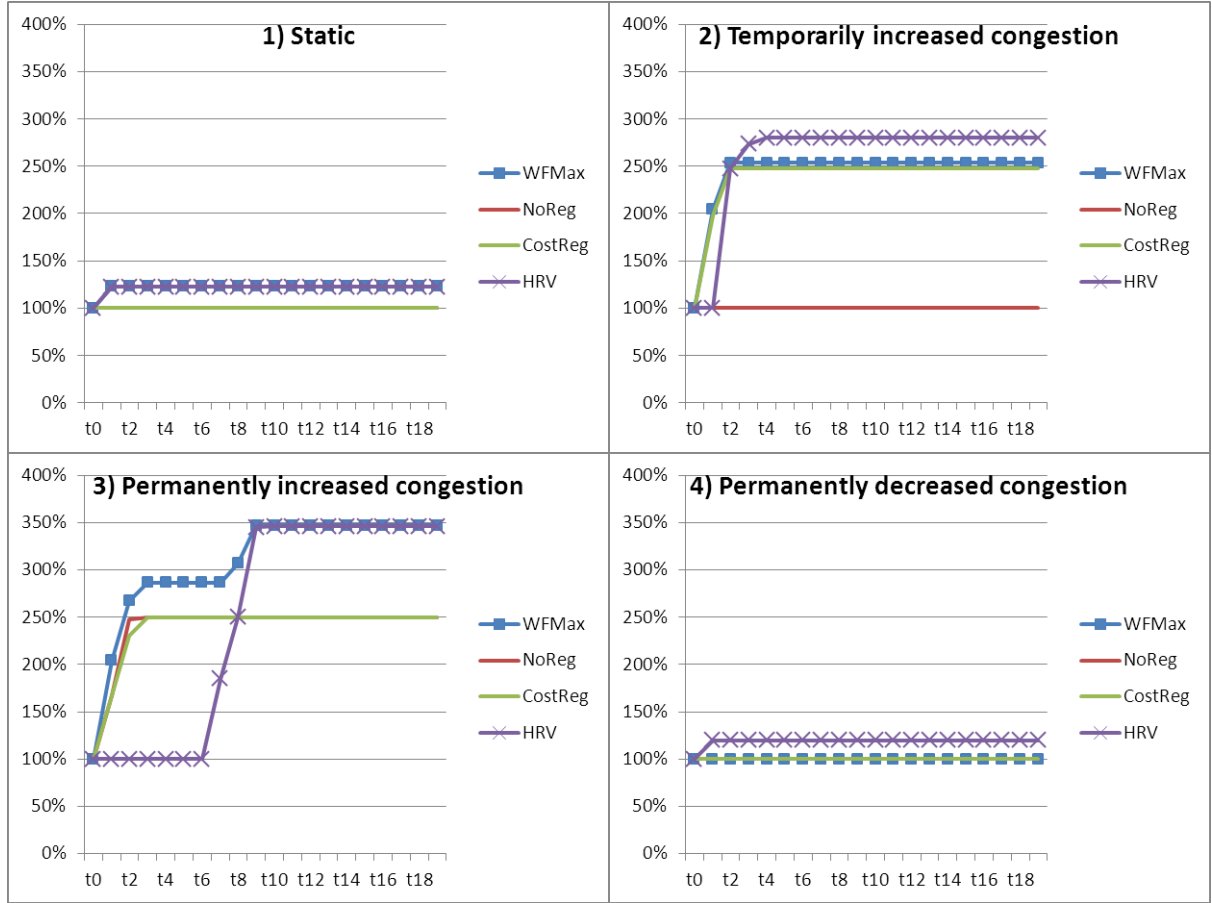 1) Static
400%
350%
300%
250%
200%
150%
100%
50%
0%
t0 t2 t4 t6 t8 t10 t12 t14 t16 t18
WFMax
NoReg
CostReg
HRV
2) Temporarily increased congestion
400%
350%
300%
250%
200%
150%
100%
50%
0%
t0 t2 t4 t6 t8 t10 t12 t14 t16 t18
WFMax
NoReg
CostReg
HRV
3) Permanently increased congestion
400%
350%
300%
250%
200%
150%
100%
50%
0%
t0 t2 t4 t6 t8 t10 t12 t14 t16 t18
WFMax
NoReg
CostReg
HRV
4) Permanently decreased congestion
400%
350%
300%
250%
200%
150%
100%
50%
0%
t0 t2 t4 t6 t8 t10 t12 t14 t16 t18
WFMax
NoReg
CostReg
HRV